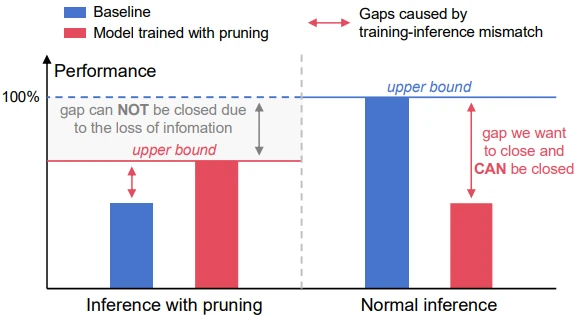 Baseline
Model trained with pruning
Gaps caused by
training-inference mismatch
Performance
100%
gap can NOT be closed due
to the loss of infomation
upper bound
upper bound
gap we want
to close and
CAN be closed
Inference with pruning
Normal inference